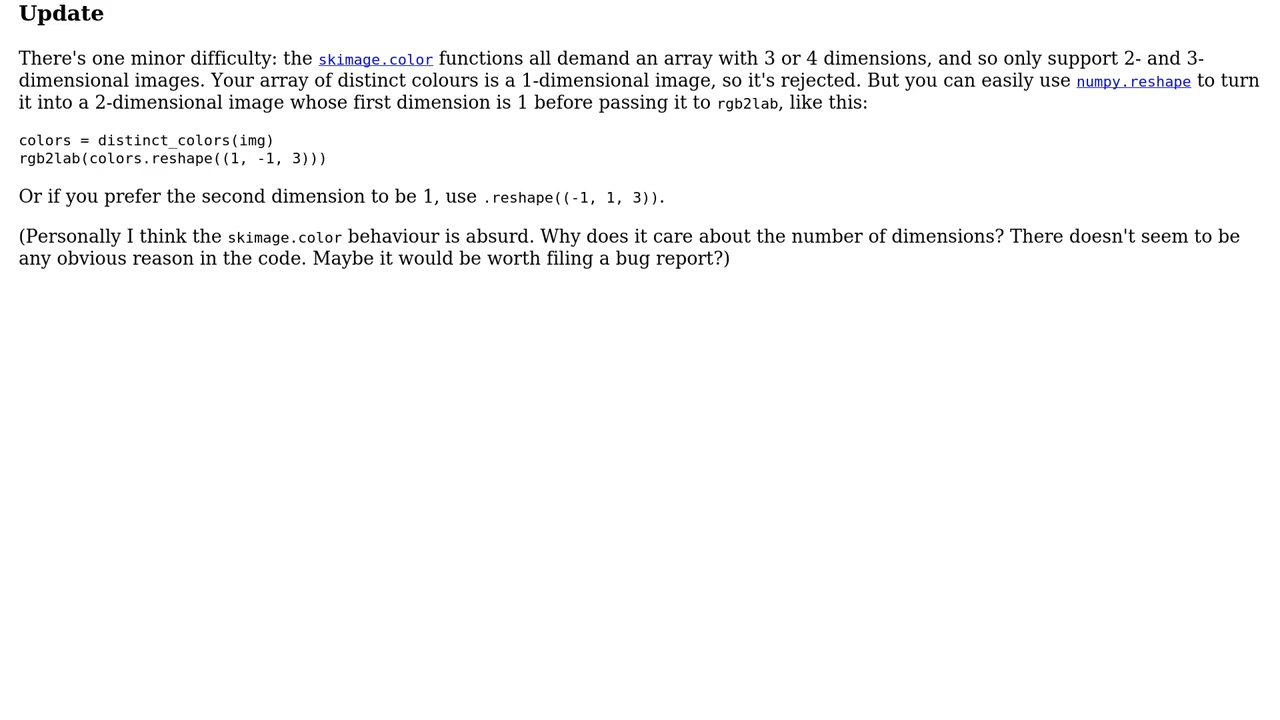 Update
There's one minor difficulty: the skimage.color functions all demand an array with 3 or 4 dimensions, and so only support 2- and 3-
dimensional images. Your array of distinct colours is a 1-dimensional image, so it's rejected. But you can easily use numpy.reshape to turn
it into a 2-dimensional image whose first dimension is 1 before passing it to rgb2lab, like this:
colors = distinct_colors(img)
rgb2lab(colors.reshape((1, -1, 3)))
Or if you prefer the second dimension to be 1, use .reshape((-1, 1, 3)).
(Personally I think the skimage.color behaviour is absurd. Why does it care about the number of dimensions? There doesn't seem to be
any obvious reason in the code. Maybe it would be worth filing a bug report?)